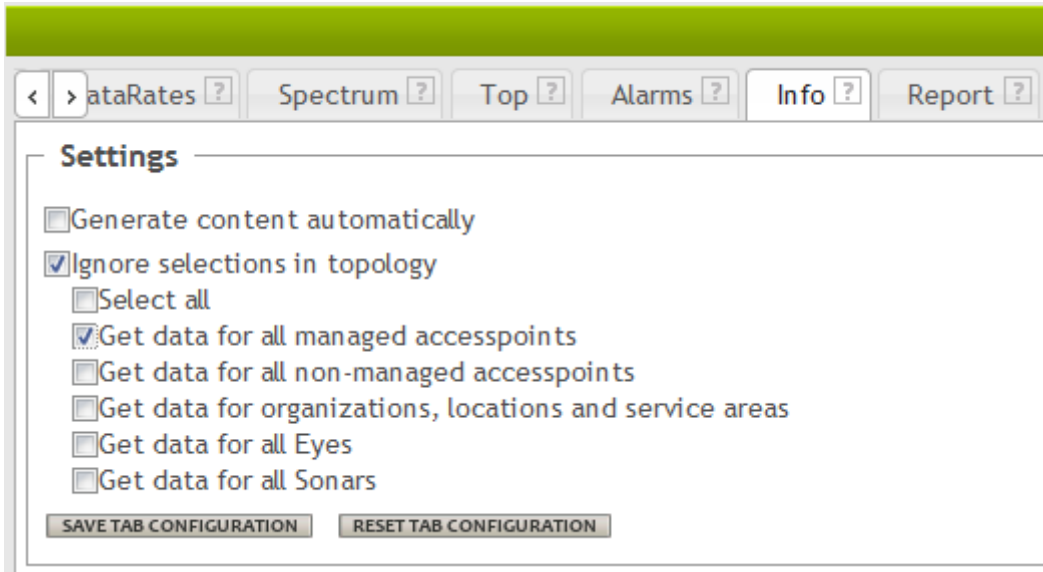 < > ataRates ? Spectrum ? Top ? Alarms ? Info ? Report ?
Settings
Generate content automatically
Ignore selections in topology
Select all
Get data for all managed accesspoints
Get data for all non-managed accesspoints
Get data for organizations, locations and service areas
Get data for all Eyes
Get data for all Sonars
SAVE TAB CONFIGURATION RESET TAB CONFIGURATION